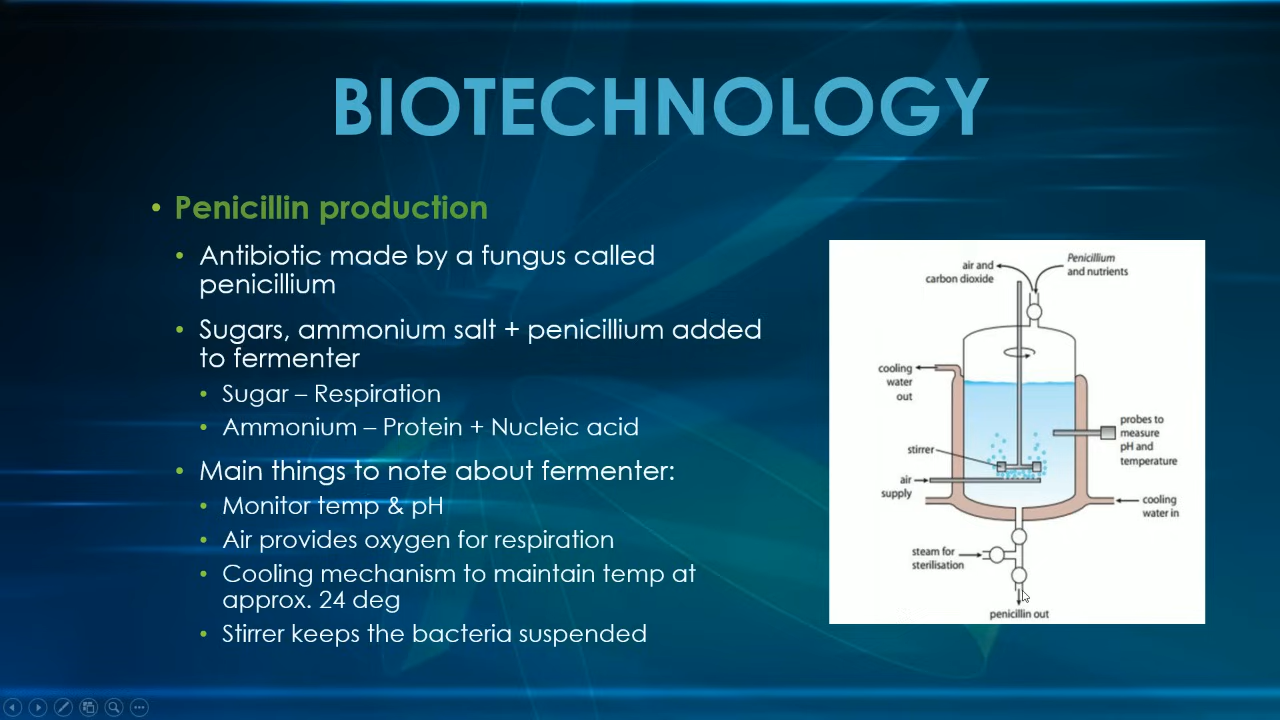 BIOTECHNOLOGY
• Penicillin production
• Antibiotic made by a fungus called
penicillium
• Sugars, ammonium salt + penicillium added
to fermenter
• Sugar – Respiration
• Ammonium – Protein + Nucleic acid
• Main things to note about fermenter:
• Monitor temp & pH
• Air provides oxygen for respiration
• Cooling mechanism to maintain temp at
approx. 24 deg
• Stirrer keeps the bacteria suspended
air and
carbon dioxide
Penicillium
and nutrients
cooling
water
out
probes to
measure
pH and
temperature
stirrer
air
supply
cooling
water in
steam for
sterilisation
penicillin out